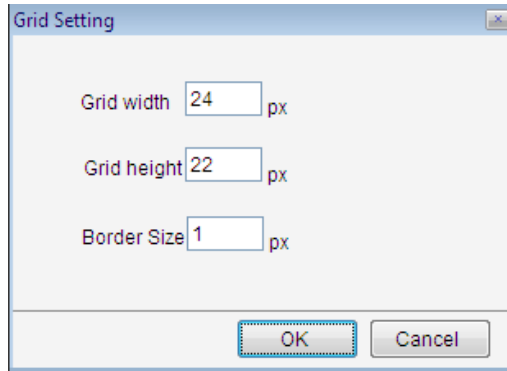 Grid Setting
Grid width 24 px
Grid height 22 px
Border Size 1 px
OK Cancel